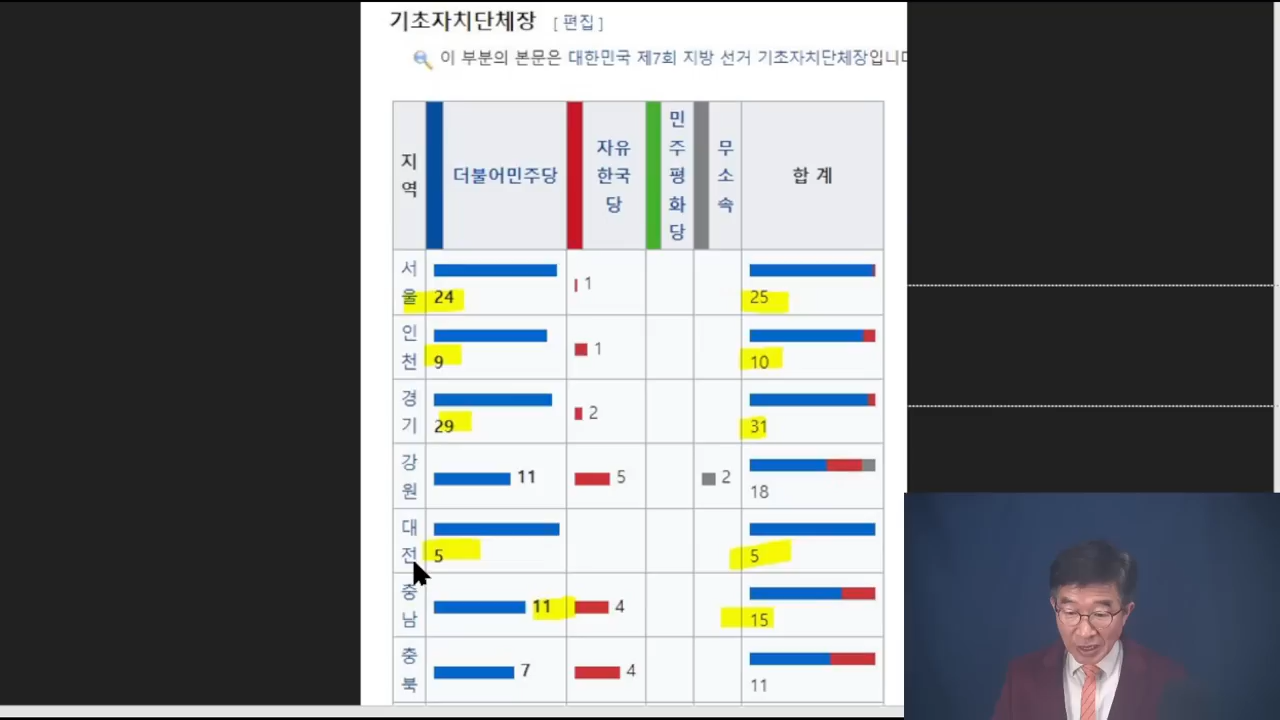 기초자치단체장 [ 편집 ]
이 부분의 본문은 대한민국 제7회 지방 선거 기초자치단체장입니다
지역 더불어민주당 자유한국당 민주평화당 무소속 합 계
서울 24 1 25
인천 9 1 10
경기 29 2 31
강원 11 5 2 18
대전 5 5
충남 11 4 15
충북 7 4 11